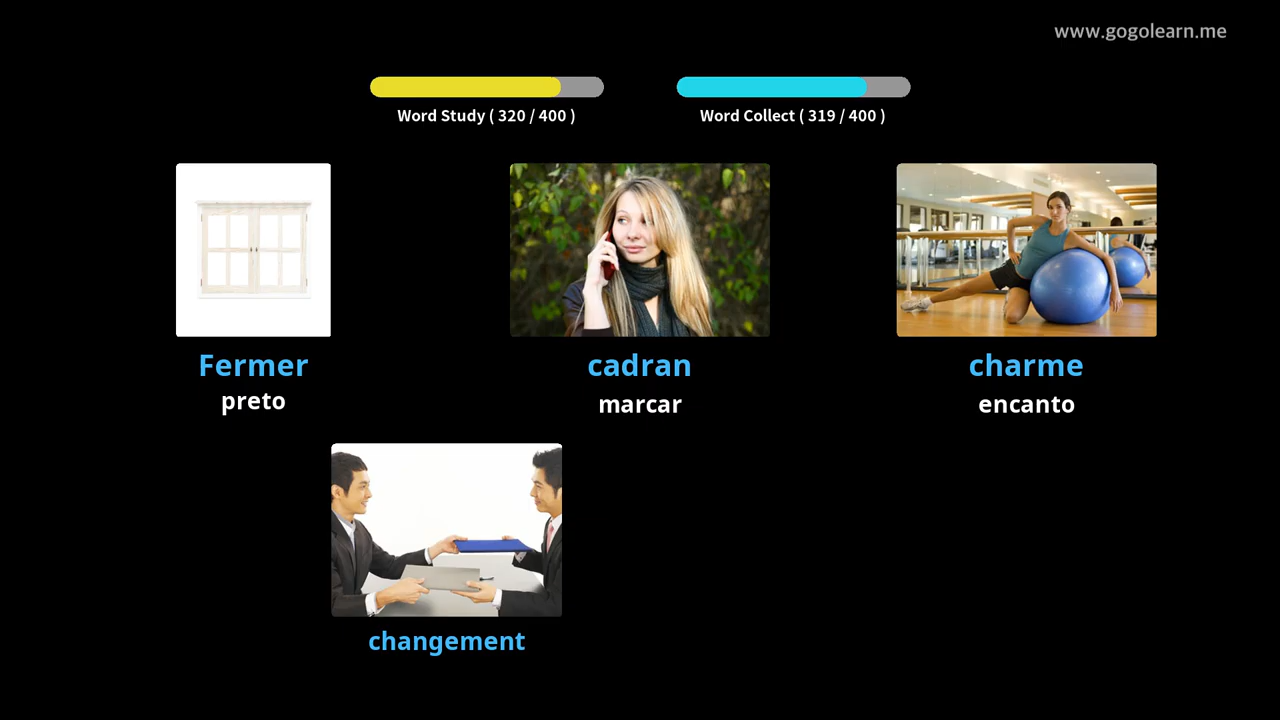 www.gogolearn.me
Word Study ( 320 / 400 )
Word Collect ( 319 / 400 )
Fermer
preto
cadran
marcar
charme
encanto
changement